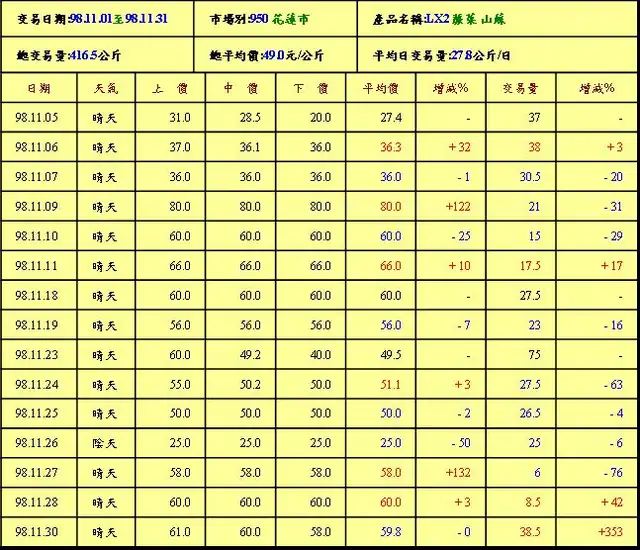 交易日期:98.11.01至98.11.31 市場別:950 花蓮市 產品名稱:LX2 蕨菜 山蘇
總交易量:416.5公斤 總平均價:49.0元/公斤 平均日交易量:27.8公斤/日
日期 天氣 上 價 中 價 下 價 平均價 增減% 交易量 增減%
98.11.05 晴天 31.0 28.5 20.0 27.4 - 37 -
98.11.06 晴天 37.0 36.1 36.0 36.3 +32 38 +3
98.11.07 晴天 36.0 36.0 36.0 36.0 - 1 30.5 - 20
98.11.09 晴天 80.0 80.0 80.0 80.0 +122 21 - 31
98.11.10 晴天 60.0 60.0 60.0 60.0 - 25 15 - 29
98.11.11 晴天 66.0 66.0 66.0 66.0 +10 17.5 +17
98.11.18 晴天 60.0 60.0 60.0 60.0 - 27.5 -
98.11.19 晴天 56.0 56.0 56.0 56.0 - 7 23 - 16
98.11.23 晴天 60.0 49.2 40.0 49.5 - 75 -
98.11.24 晴天 55.0 50.2 50.0 51.1 +3 27.5 - 63
98.11.25 晴天 50.0 50.0 50.0 50.0 - 2 26.5 - 4
98.11.26 陰天 25.0 25.0 25.0 25.0 - 50 25 - 6
98.11.27 晴天 58.0 58.0 58.0 58.0 +132 6 - 76
98.11.28 晴天 60.0 60.0 60.0 60.0 +3 8.5 +42
98.11.30 晴天 61.0 60.0 58.0 59.8 - 0 38.5 +353